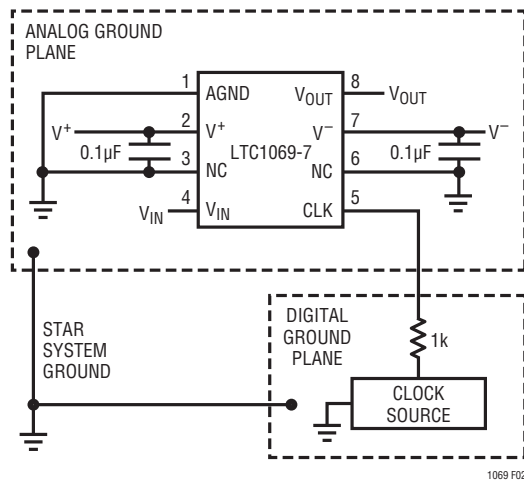 ANALOG GROUND
PLANE
1
AGND
VOUT
8
VOUT
V+
2
V+
V−
7
V−
0.1µF
LTC1069-7
0.1µF
3
NC
NC
6
VIN
4
VIN
CLK
5
STAR
SYSTEM
GROUND
DIGITAL
GROUND
PLANE
1k
CLOCK
SOURCE
1069 F02